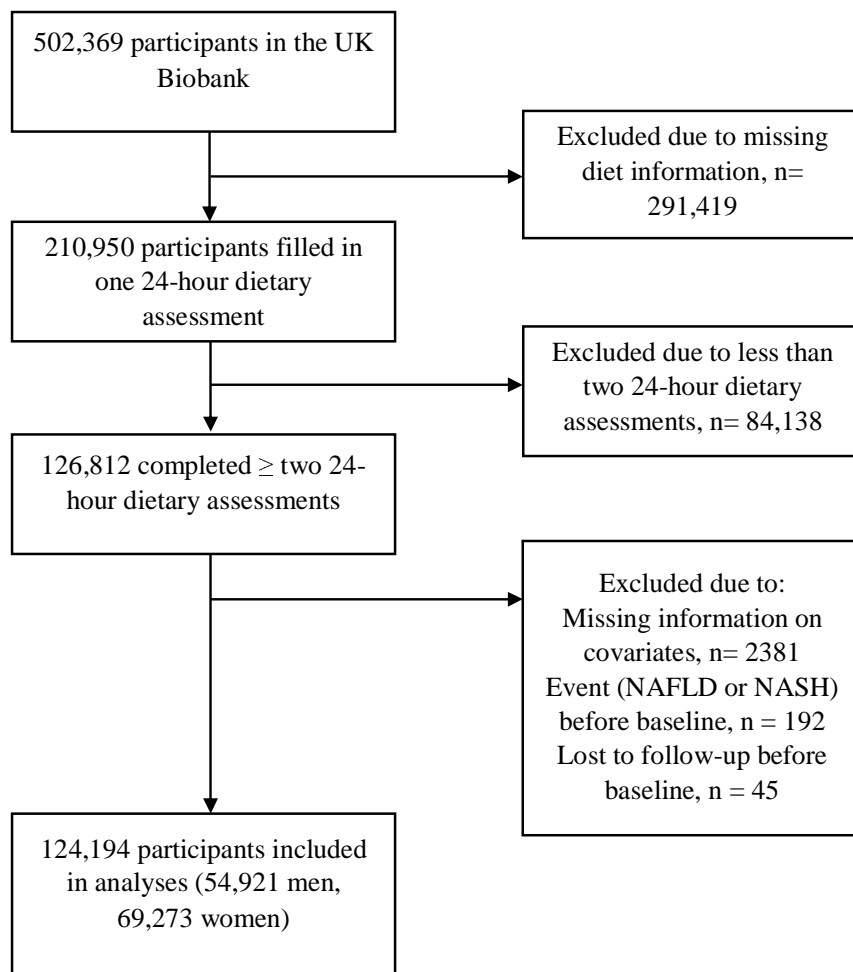 502,369 participants in the UK
Biobank
Excluded due to missing
diet information, n=
291,419
210,950 participants filled in
one 24-hour dietary
assessment
Excluded due to less than
two 24-hour dietary
assessments, n= 84,138
126,812 completed ≥ two 24-
hour dietary assessments
Excluded due to:
Missing information on
covariates, n= 2381
Event (NAFLD or NASH)
before baseline, n = 192
Lost to follow-up before
baseline, n = 45
124,194 participants included
in analyses (54,921 men,
69,273 women)